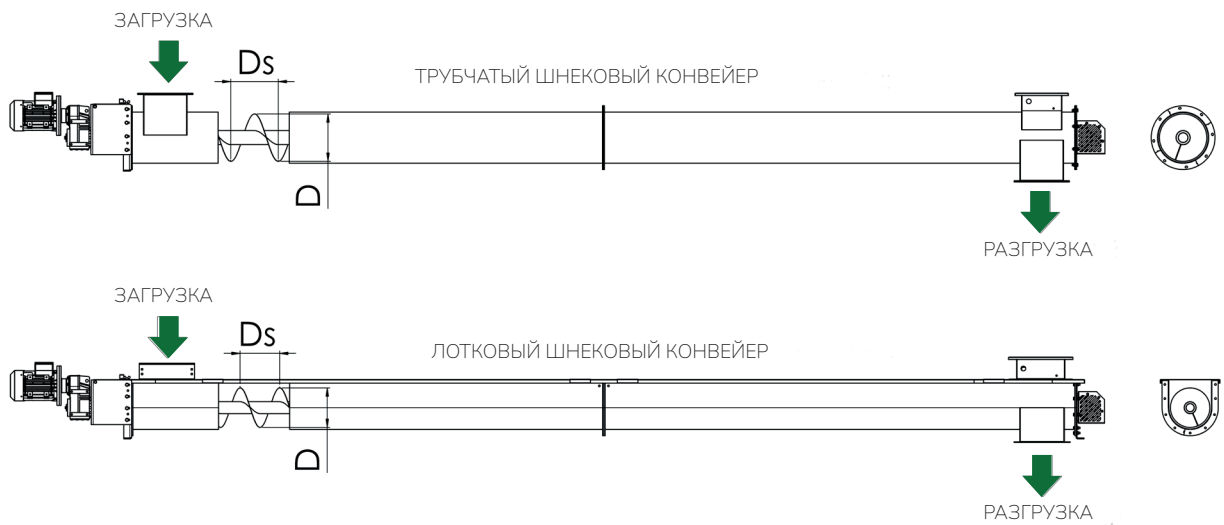 ЗАГРУЗКА
Ds
ТРУБЧАТЫЙ ШНЕКОВЫЙ КОНВЕЙЕР
D
РАЗГРУЗКА
ЗАГРУЗКА
Ds
ЛОТКОВЫЙ ШНЕКОВЫЙ КОНВЕЙЕР
D
РАЗГРУЗКА